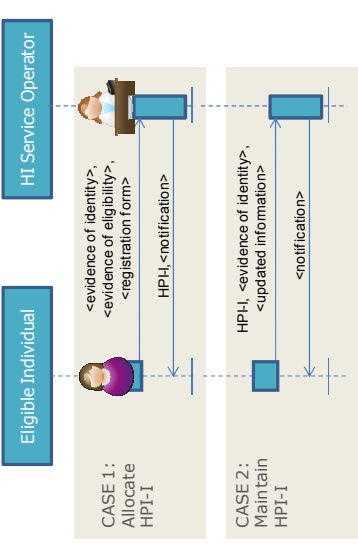 Eligible Individual
HI Service Operator
CASE 1:
Allocate
HPI-I
<evidence of identity>,
<evidence of eligibility>,
<registration form>
HPI-I, <notification>
CASE 2:
Maintain
HPI-I
HPI-I, <evidence of identity>,
<updated information>
<notification>